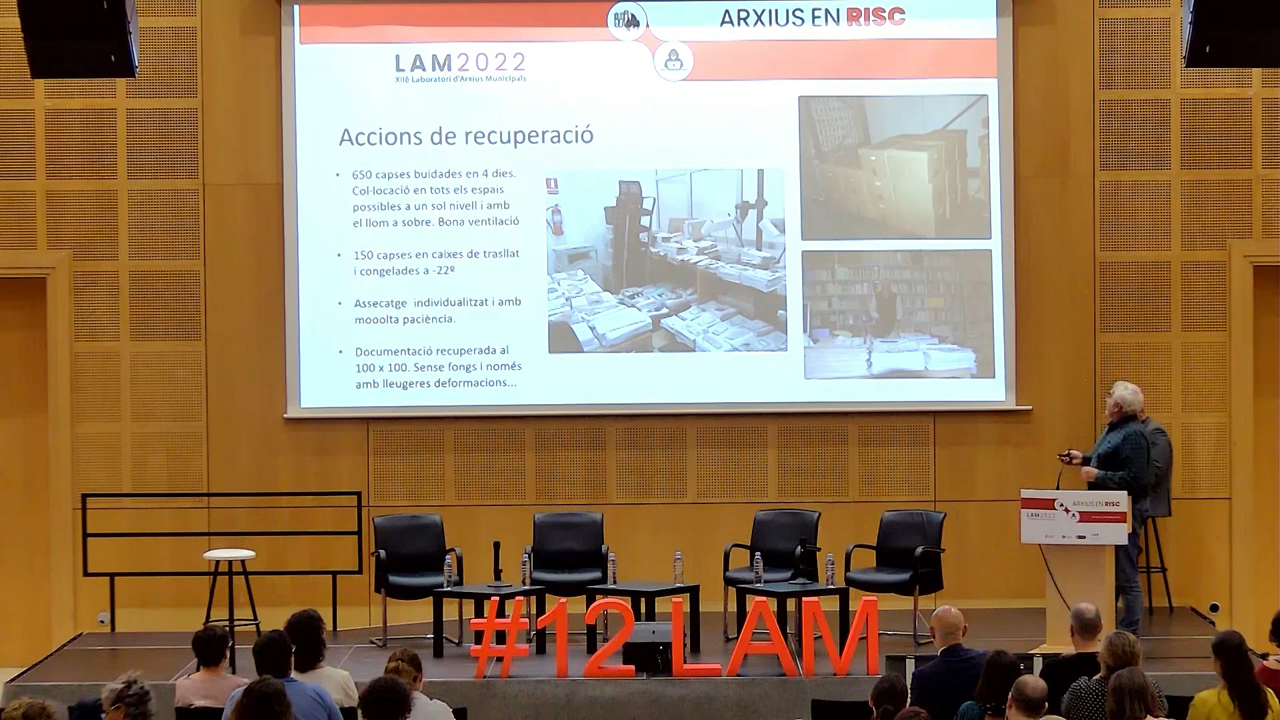 ARXIUS EN RISC
LAM2022
XIIè Laboratori d'Arxius Municipals
Accions de recuperació
• 650 capses buidades en 4 dies.
Col·locació en tots els espais
possibles a un sol nivell i amb
el llom a sobre. Bona ventilació
• 150 capses en caixes de trasllat
i congelades a -22º
• Assecatge individualitzat i amb
mooolta paciència.
• Documentació recuperada al
100 x 100. Sense fongs i només
amb lleugeres deformacions...
ARXIUS EN RISC
LAM2022
#12 LAM